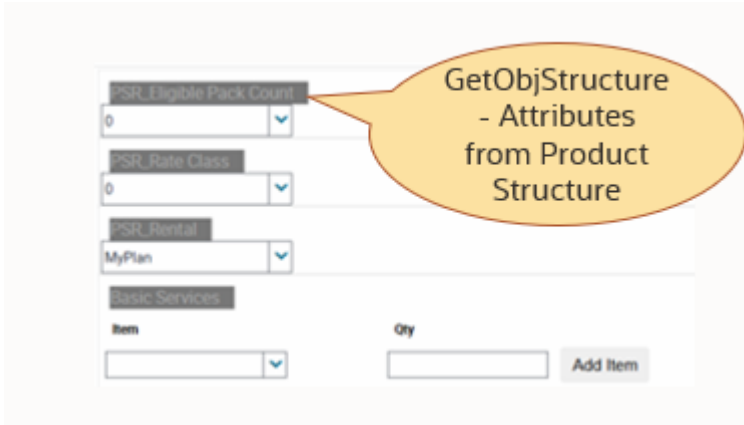 PSR_Eligible Pack Count
0
GetObjStructure
- Attributes
from Product
Structure
PSR_Rate Class
0
PSR_Rental
MyPlan
Basic Services
Item Qty
Add Item